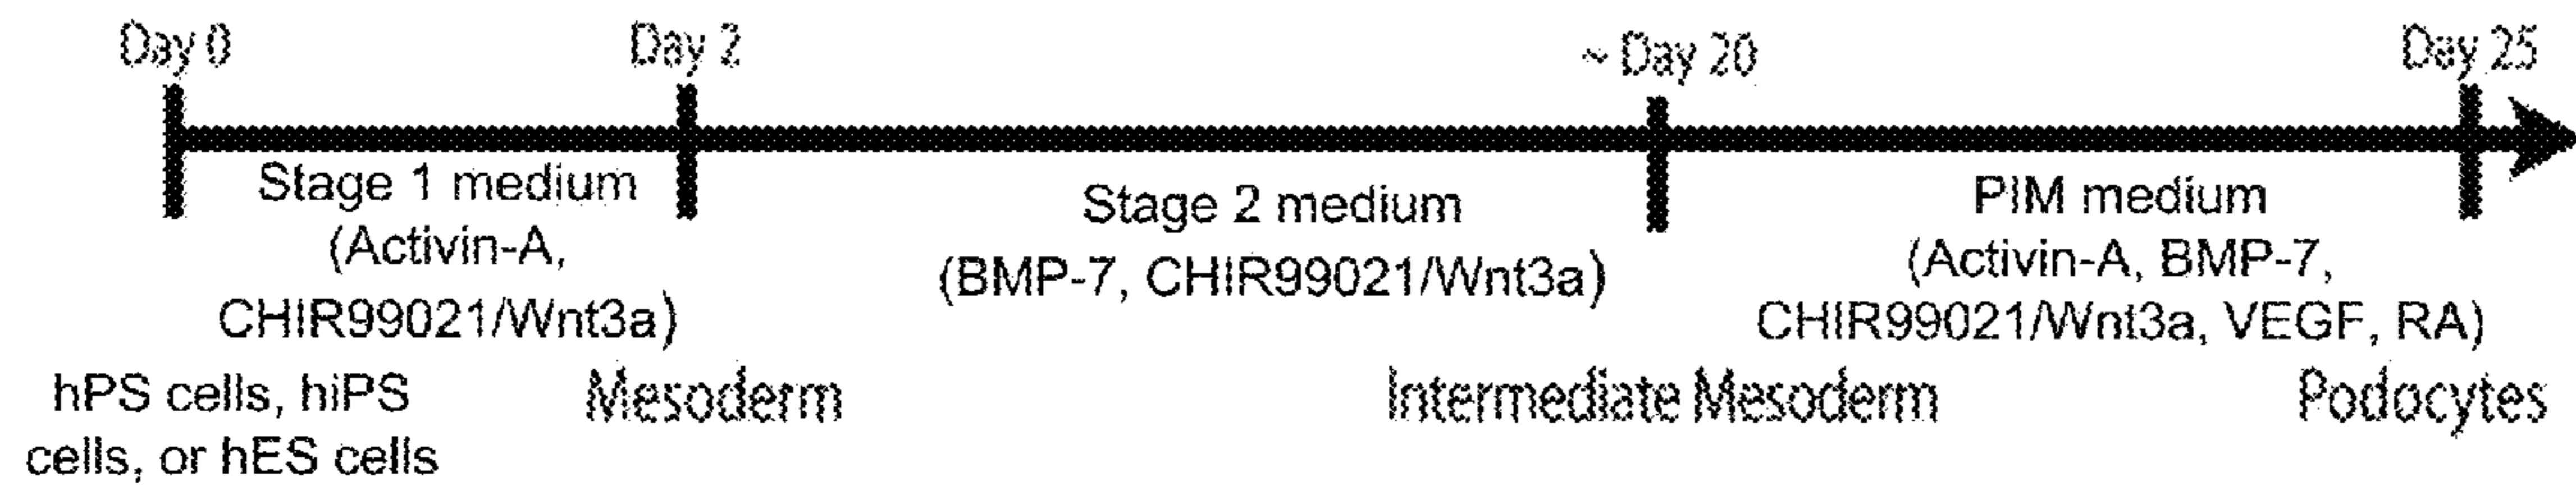 Day 0
Day 2
~ Day 20
Day 25
Stage 1 medium
(Activin-A,
CHIR99021/Wnt3a)
Stage 2 medium
(BMP-7, CHIR99021/Wnt3a)
PIM medium
(Activin-A, BMP-7,
CHIR99021/Wnt3a, VEGF, RA)
hPS cells, hiPS
cells, or hES cells
Mesoderm
Intermediate Mesoderm
Podocytes